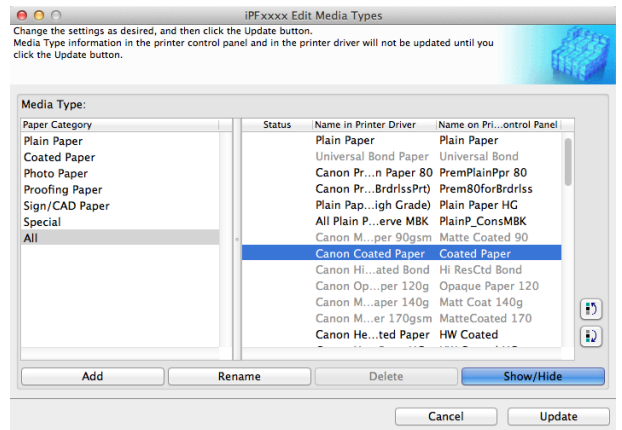 iPFxxxx Edit Media Types
Change the settings as desired, and then click the Update button.
Media Type information in the printer control panel and in the printer driver will not be updated until you
click the Update button.
Media Type:
Paper Category
Plain Paper
Coated Paper
Photo Paper
Proofing Paper
Sign/CAD Paper
Special
All
Status Name in Printer Driver Name on Pri...ontrol Panel
Plain Paper Plain Paper
Universal Bond Paper Universal Bond
Canon Pr...n Paper 80 PremPlainPpr 80
Canon Pr...BrdrlssPrt) Prem80forBrdrlss
Plain Pap...igh Grade) Plain Paper HG
All Plain P...erve MBK PlainP_ConsMBK
Canon M...per 90gsm Matte Coated 90
Canon Coated Paper Coated Paper
Canon Hi...ated Bond Hi ResCtd Bond
Canon Op...per 120g Opaque Paper 120
Canon M...aper 140g Matt Coat 140g
Canon M...er 170gsm MatteCoated 170
Canon He...ted Paper HW Coated
Add Rename Delete Show/Hide
Cancel Update